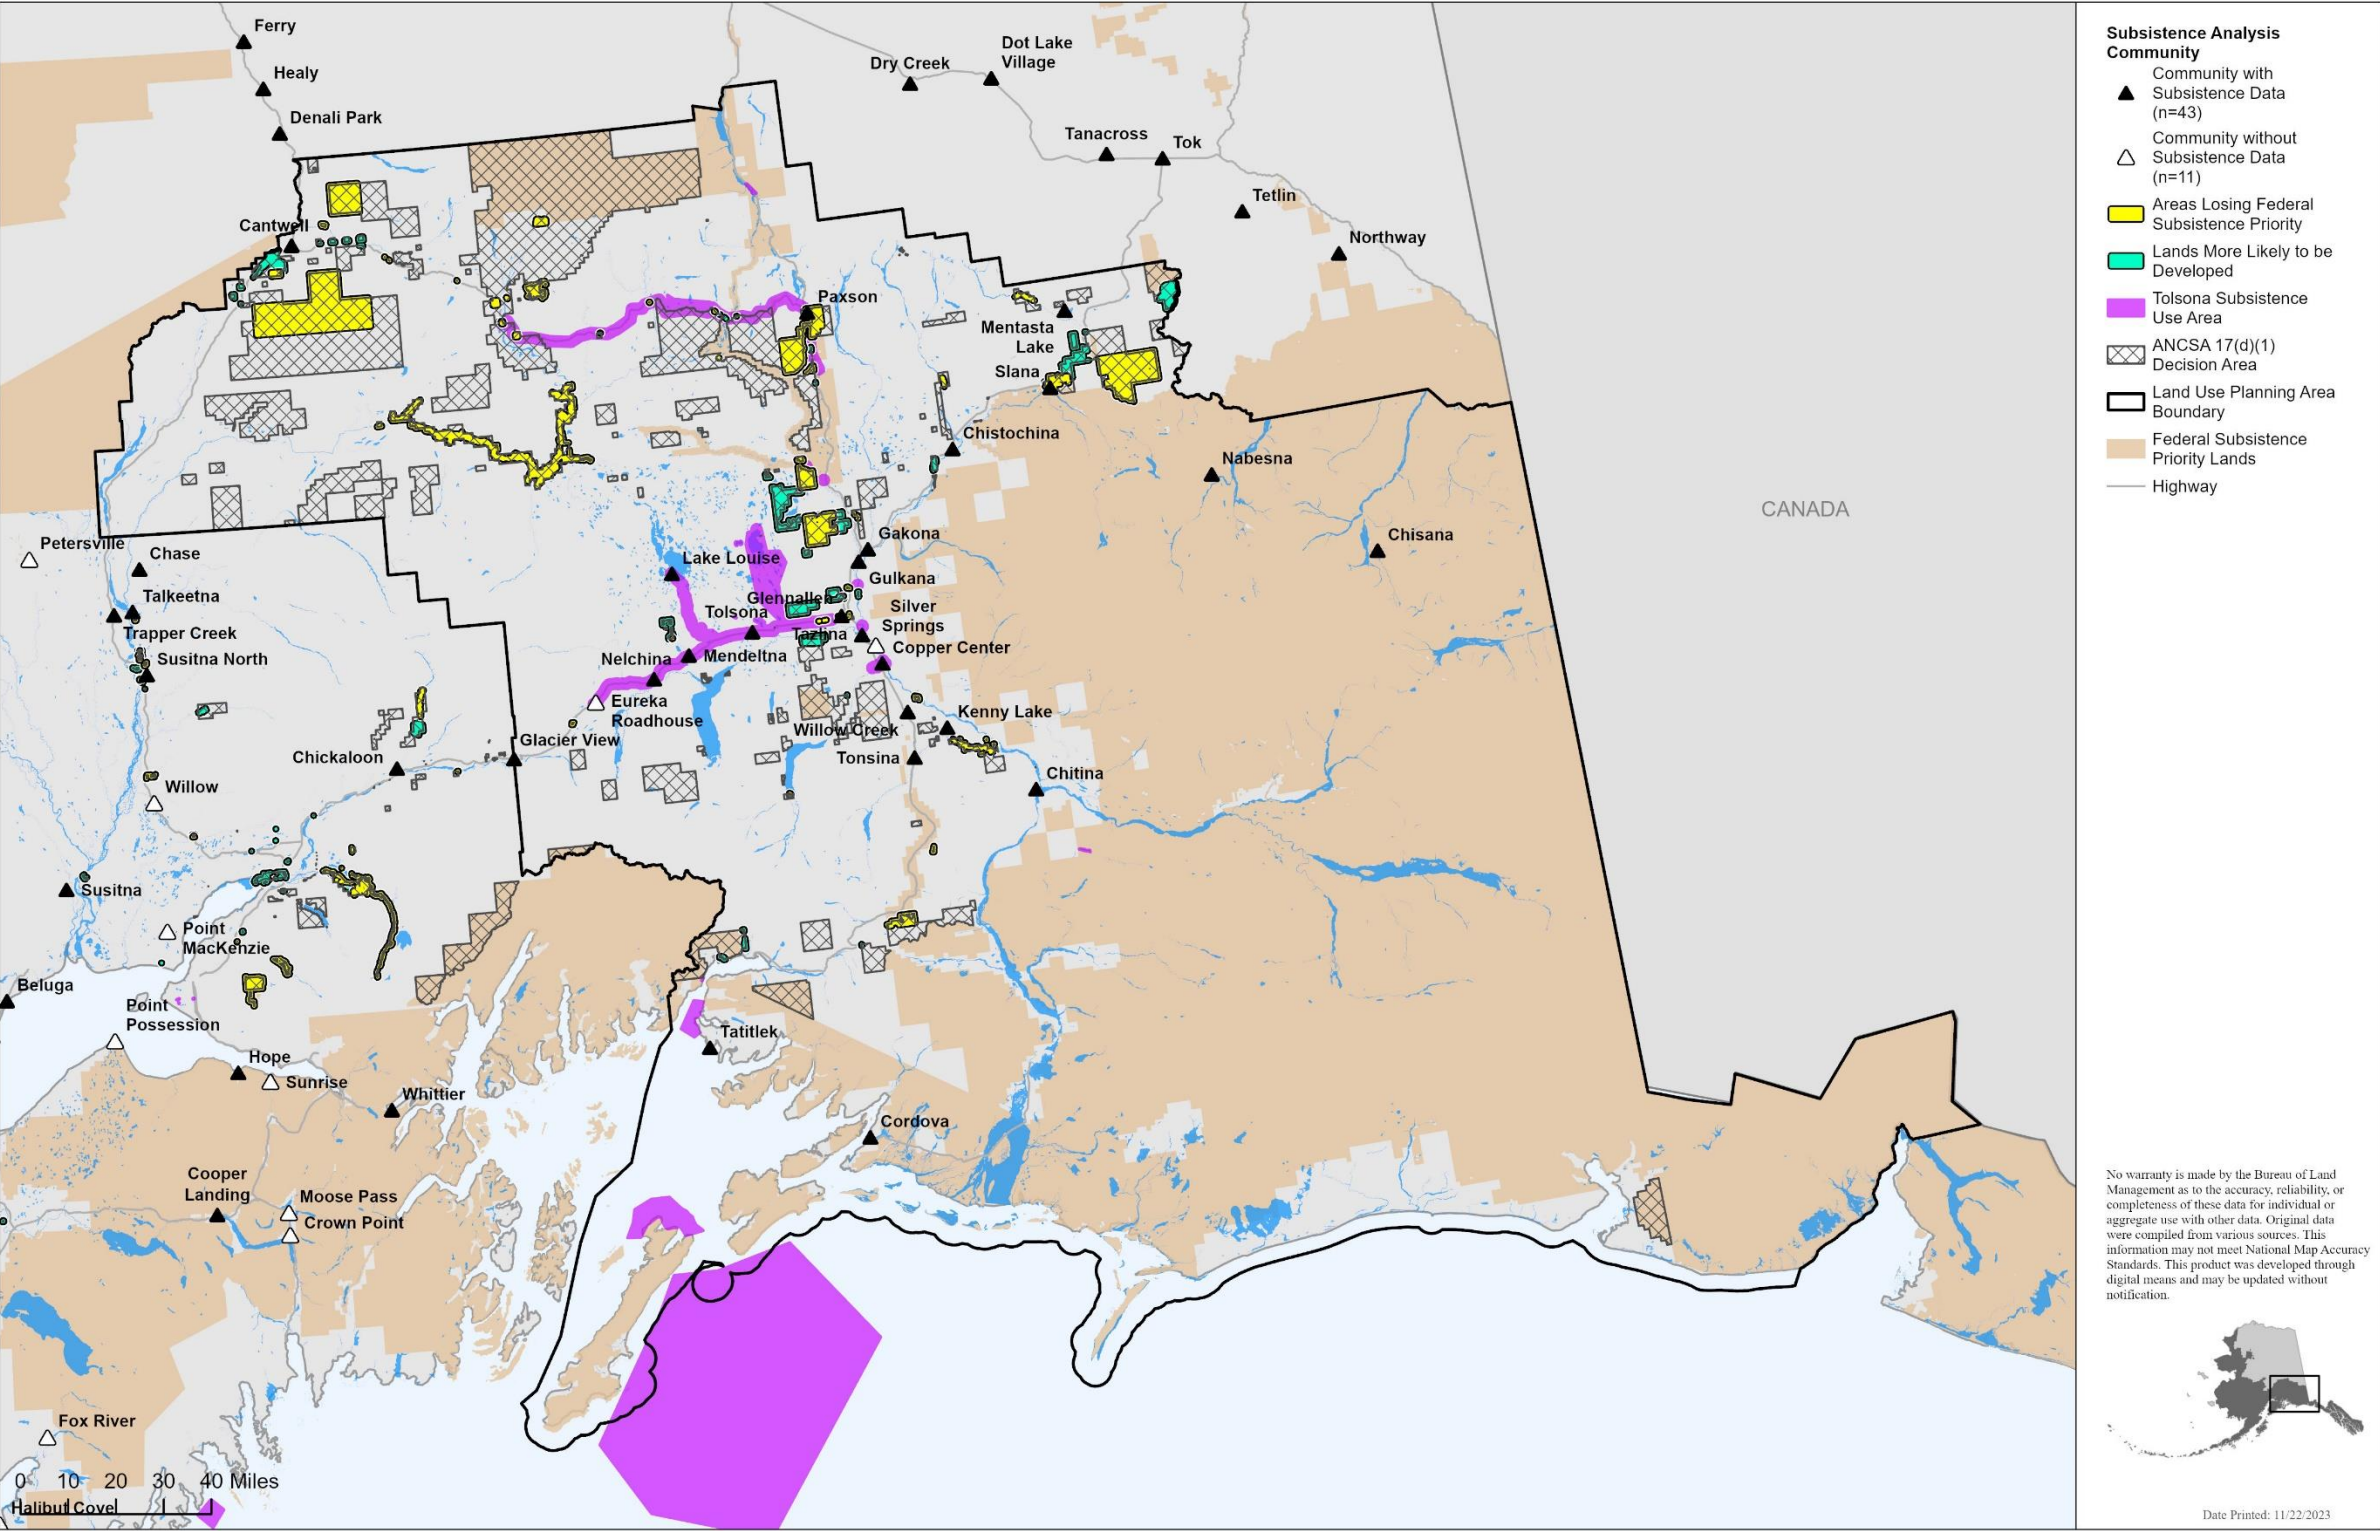 Ferry
Healy
Denali Park
Cantwell
Dry Creek
Dot Lake
Village
Tanacross
Tok
Tetlin
Northway
Paxson
Mentasta
Lake
Slana
Chistochina
Nabesna
Chisana
CANADA
Petersville
Chase
Talkeetna
Trapper Creek
Susitna North
Lake Louise
Gakona
Gulkana
Glennallen
Tolsona
Silver
Springs
Tazlina
Copper Center
Nelchina
Mendeltna
Eureka
Roadhouse
Glacier View
Willow Creek
Kenny Lake
Tonsina
Chitina
Chickaloon
Willow
Susitna
Point
MacKenzie
Beluga
Point
Possession
Hope
Sunrise
Whittier
Tatitlek
Cordova
Cooper
Landing
Moose Pass
Crown Point
Fox River
0 10 20 30 40 Miles
Halibut Cove
Subsistence Analysis
Community
Community with
Subsistence Data
(n=43)
Community without
Subsistence Data
(n=11)
Areas Losing Federal
Subsistence Priority
Lands More Likely to be
Developed
Tolsona Subsistence
Use Area
ANCSA 17(d)(1)
Decision Area
Land Use Planning Area
Boundary
Federal Subsistence
Priority Lands
Highway
No warranty is made by the Bureau of Land
Management as to the accuracy, reliability, or
completeness of these data for individual or
aggregate use with other data. Original data
were compiled from various sources. This
information may not meet National Map Accuracy
Standards. This product was developed through
digital means and may be updated without
notification.
Date Printed: 11/22/2023